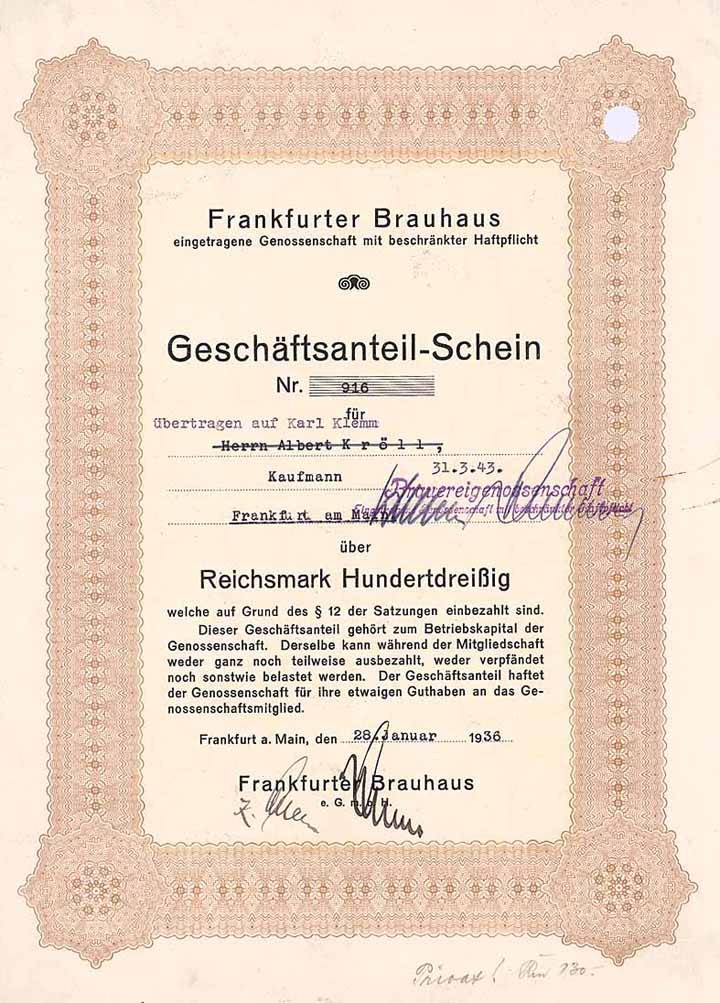 Frankfurter Brauhaus
eingetragene Genossenschaft mit beschränkter Haftpflicht
Geschäftsanteil-Schein
Nr. 916
für
übertragen auf Karl Klemm
Herrn Albert Kröll,
Kaufmann 31.3.43.
Brauereigenossenschaft
Frankfurt am Main
über
Reichsmark Hundertdreißig
welche auf Grund des § 12 der Satzungen einbezahlt sind.
Dieser Geschäftsanteil gehört zum Betriebskapital der
Genossenschaft. Derselbe kann während der Mitgliedschaft
weder ganz noch teilweise ausbezahlt, weder verpfändet
noch sonstwie belastet werden. Der Geschäftsanteil haftet
der Genossenschaft für ihre etwaigen Guthaben an das Ge-
nossenschaftsmitglied.
Frankfurt a. Main, den 28. Januar 1936
Frankfurter Brauhaus
e. G. m. b. H.
130.-